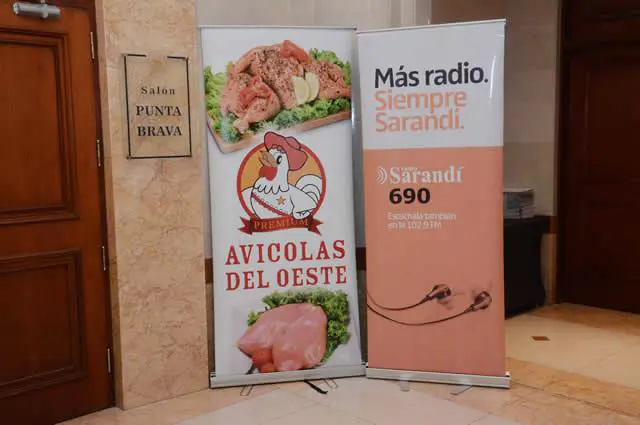 Salón
PUNTA
BRAVA
PREMIUM
AVICOLAS
DEL OESTE
Más radio.
Siempre
Sarandí.
Sarandí
690
Escúchala también
en la 102.9 FM